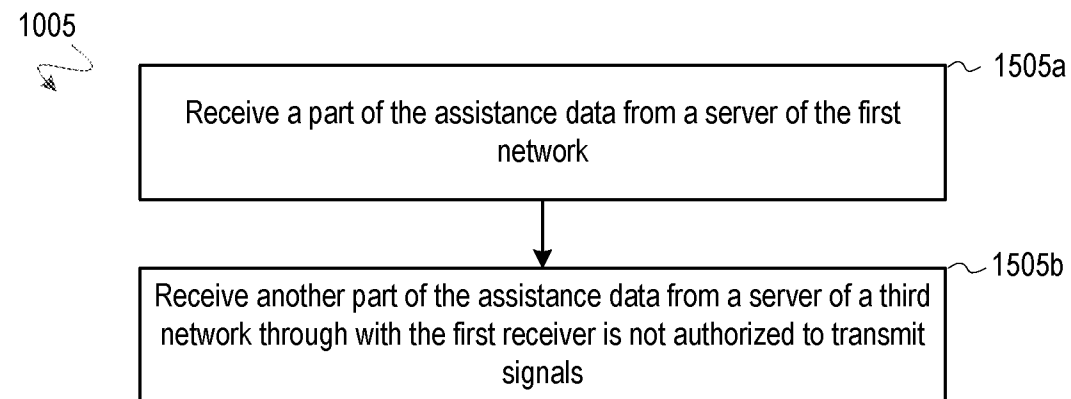 1005
1505a
Receive a part of the assistance data from a server of the first
network
1505b
Receive another part of the assistance data from a server of a third
network through with the first receiver is not authorized to transmit
signals